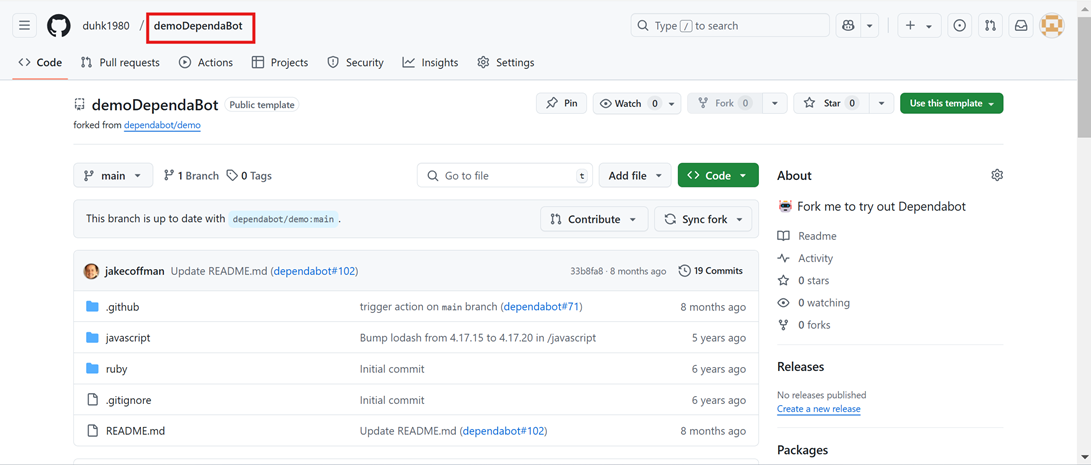 duhk1980 / demoDependaBot
Type / to search
Code Pull requests Actions Projects Security Insights Settings
demoDependaBot Public template
Pin Watch 0 Fork 0 Star 0 Use this template
forked from dependabot/demo
main 1 Branch 0 Tags Go to file t Add file Code
This branch is up to date with dependabot/demo:main. Contribute Sync fork
jakecoffman Update README.md (dependabot#102) 33b8fa8 · 8 months ago 19 Commits
.github trigger action on main branch (dependabot#71) 8 months ago
javascript Bump lodash from 4.17.15 to 4.17.20 in /javascript 5 years ago
ruby Initial commit 6 years ago
.gitignore Initial commit 6 years ago
README.md Update README.md (dependabot#102) 8 months ago
About
Fork me to try out Dependabot
Readme
Activity
0 stars
0 watching
0 forks
Releases
No releases published
Create a new release
Packages